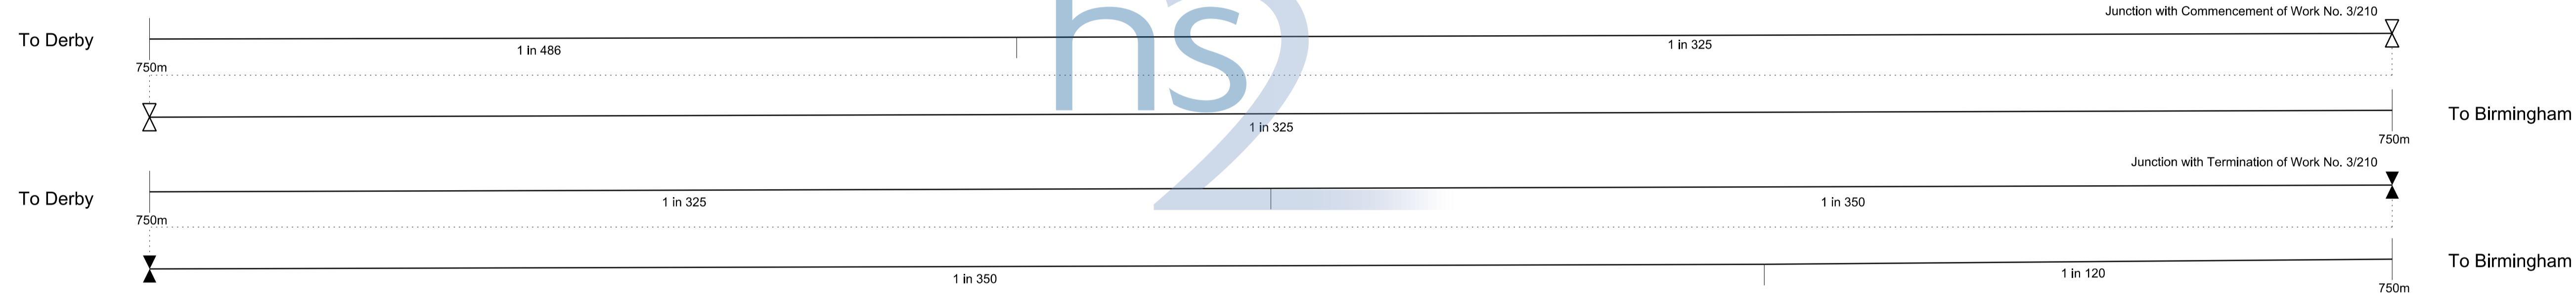 Junction with Commencement of Work No. 3/210
To Derby
1 in 486
1 in 325
750m
hs2
1 in 325
To Birmingham
750m
Junction with Termination of Work No. 3/210
To Derby
1 in 325
1 in 350
750m
1 in 350
1 in 120
To Birmingham
750m